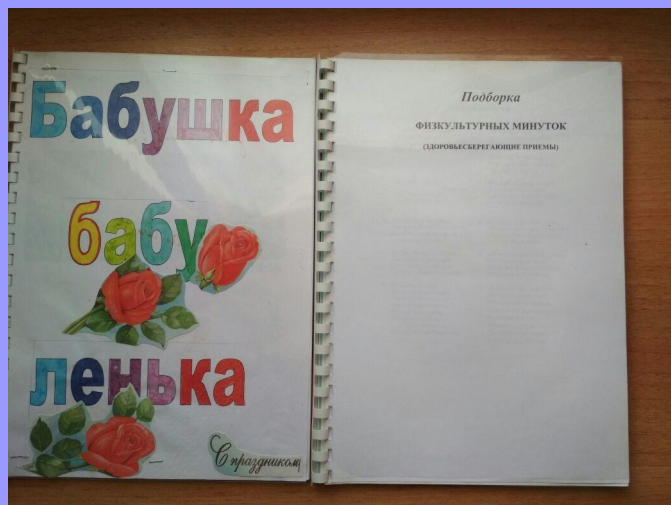 Бабушка
бабу
ленька
С праздником
Подборка
ФИЗКУЛЬТУРНЫХ МИНУТОК
(ЗДОРОВЬЕСБЕРЕГАЮЩИЕ ПРИЕМЫ)